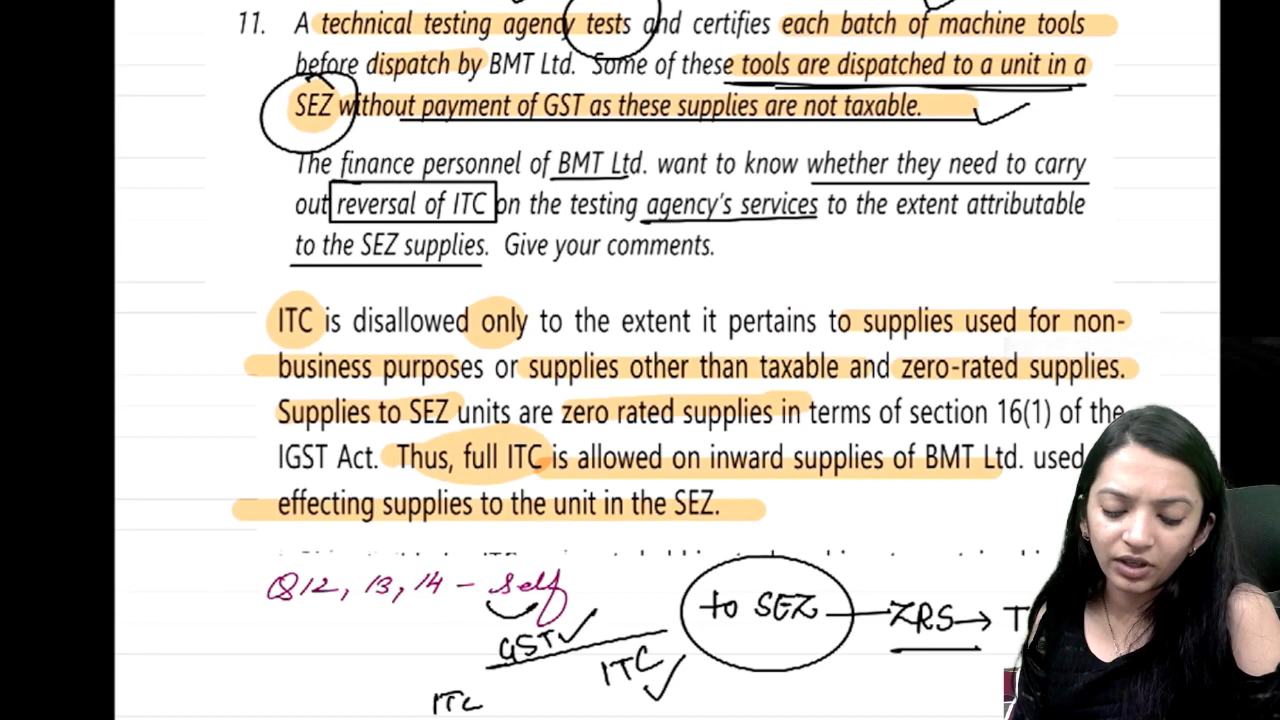 11. A technical testing agency tests and certifies each batch of machine tools
before dispatch by BMT Ltd. Some of these tools are dispatched to a unit in a
SEZ without payment of GST as these supplies are not taxable.
The finance personnel of BMT Ltd. want to know whether they need to carry
out reversal of ITC on the testing agency's services to the extent attributable
to the SEZ supplies. Give your comments.
ITC is disallowed only to the extent it pertains to supplies used for non-
business purposes or supplies other than taxable and zero-rated supplies.
Supplies to SEZ units are zero rated supplies in terms of section 16(1) of the
IGST Act. Thus, full ITC is allowed on inward supplies of BMT Ltd. used
effecting supplies to the unit in the SEZ.
Q12, 13, 14 - Self
to SEZ — ZRS → T
GST ✓
ITC ✓
ITC